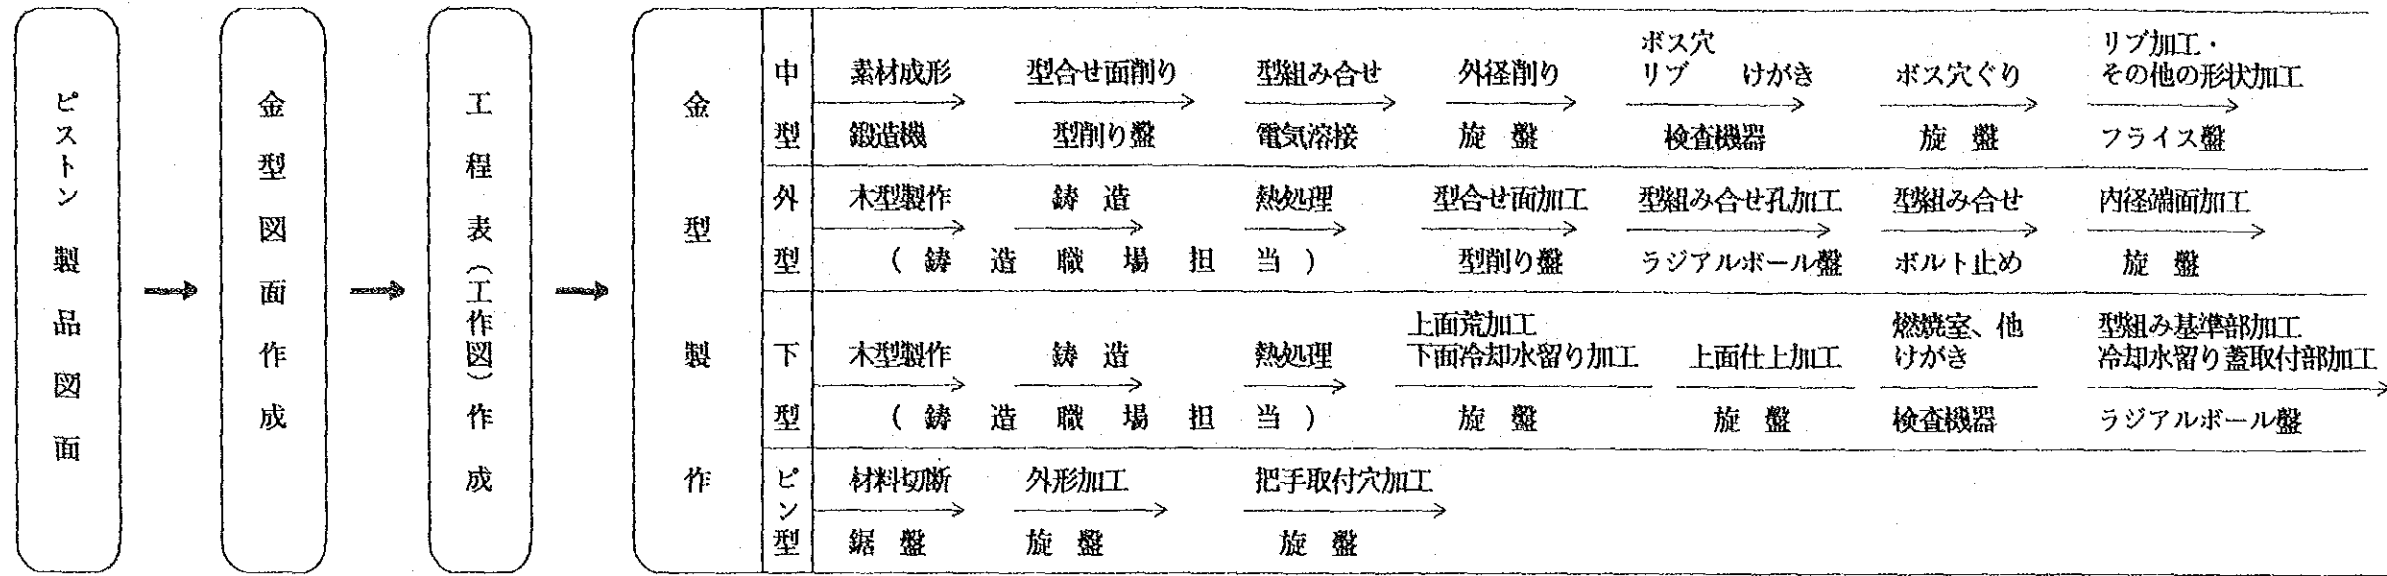 ピストン製品図面
金型図面作成
工程表(工作図)作成
金型製作
中型
素材成形
鍛造機
型合せ面削り
型削り盤
型組み合せ
電気溶接
外径削り
旋 盤
ボス穴
リブ けがき
検査機器
ボス穴ぐり
旋 盤
リブ加工・
その他の形状加工
フライス盤
外型
木型製作
鋳 造
熱処理
(鋳造職場担当)
型合せ面加工
型削り盤
型組み合せ孔加工
ラジアルボール盤
型組み合せ
ボルト止め
内径端面加工
旋 盤
下型
木型製作
鋳 造
熱処理
(鋳造職場担当)
上面荒加工
下面冷却水留り加工
旋 盤
上面仕上加工
旋 盤
燃焼室、他
けがき
検査機器
型組み基準部加工
冷却水留り蓋取付部加工
ラジアルボール盤
ピン型
材料切断
鋸 盤
外形加工
旋 盤
把手取付穴加工
旋 盤